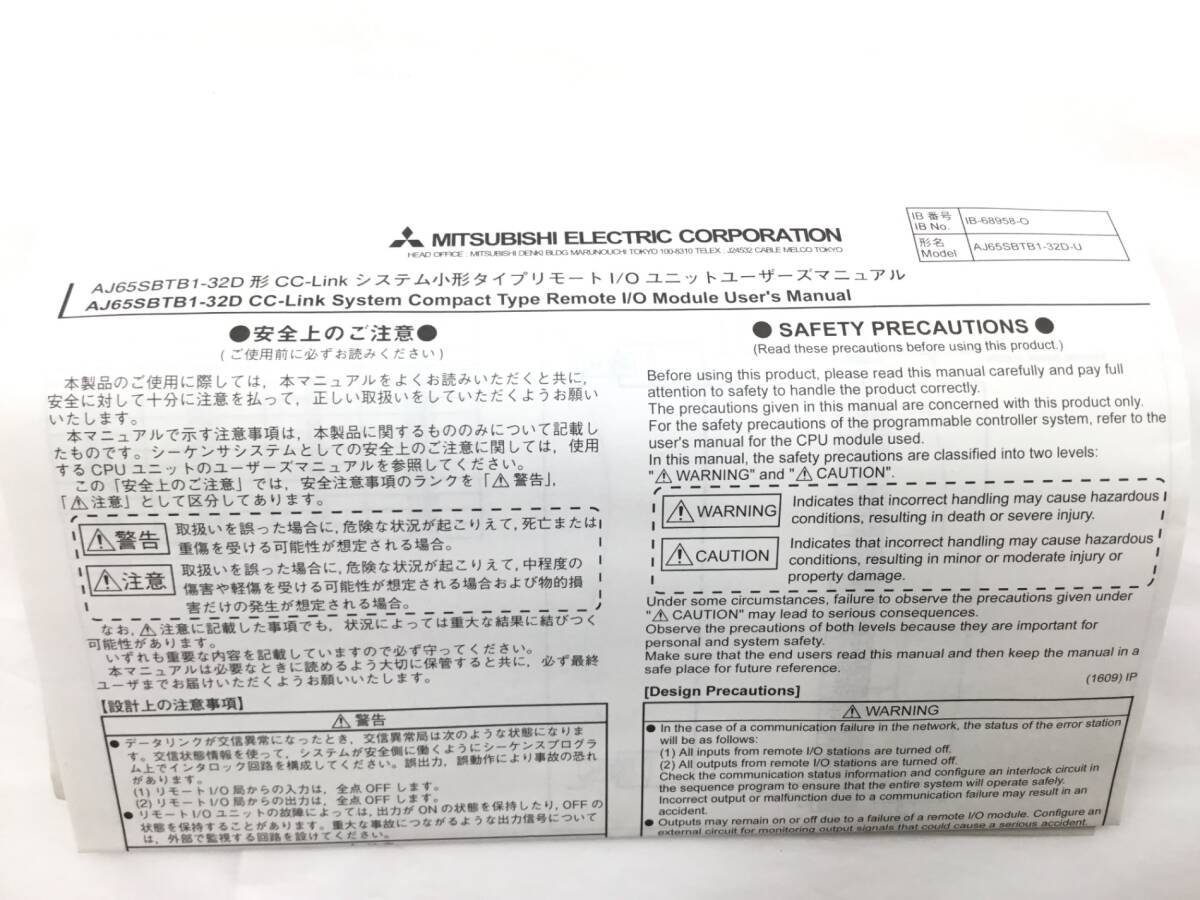 MITSUBISHI ELECTRIC CORPORATION
HEAD OFFICE : MITSUBISHI DENKI BLDG MARUNOUCHI TOKYO 100-8310 TELEX : J24532 CABLE MELCO TOKYO
IB 番号
IB No.
IB-68958-O
形名
Model
AJ65SBTB1-32D-U
AJ65SBTB1-32D 形 CC-Link システム小形タイプリモート I/O ユニットユーザーズマニュアル
AJ65SBTB1-32D CC-Link System Compact Type Remote I/O Module User's Manual
●安全上のご注意●
(ご使用前に必ずお読みください)
本製品のご使用に際しては，本マニュアルをよくお読みいただくと共に，
安全に対して十分に注意を払って，正しい取扱いをしていただくようお願い
いたします。
本マニュアルで示す注意事項は，本製品に関するもののみについて記載し
たものです。シーケンサシステムとしての安全上のご注意に関しては，使用
する CPU ユニットのユーザーズマニュアルを参照してください。
この「安全上のご注意」では，安全注意事項のランクを「⚠警告」，
「⚠注意」として区分してあります。
⚠警告
取扱いを誤った場合に，危険な状況が起こりえて，死亡または
重傷を受ける可能性が想定される場合。
⚠注意
取扱いを誤った場合に，危険な状況が起こりえて，中程度の
傷害や軽傷を受ける可能性が想定される場合および物的損
害だけの発生が想定される場合。
なお，⚠注意に記載した事項でも，状況によっては重大な結果に結びつく
可能性があります。
いずれも重要な内容を記載していますので必ず守ってください。
本マニュアルは必要なときに読めるよう大切に保管すると共に，必ず最終
ユーザまでお届けいただくようお願いいたします。
【設計上の注意事項】
⚠警告
● データリンクが交信異常になったとき，交信異常局は次のような状態になりま
す。交信状態情報を使って，システムが安全側に働くようにシーケンスプログラ
ム上でインタロック回路を構成してください。誤出力，誤動作により事故の恐れ
があります。
(1) リモート I/O 局からの入力は，全点 OFF します。
(2) リモート I/O 局からの出力は，全点 OFF します。
● リモート I/O ユニットの故障によっては，出力が ON の状態を保持したり，OFF の
状態を保持することがあります。重大な事故につながるような出力信号について
は，外部で監視する回路を設けてください。
● SAFETY PRECAUTIONS ●
(Read these precautions before using this product.)
Before using this product, please read this manual carefully and pay full
attention to safety to handle the product correctly.
The precautions given in this manual are concerned with this product only.
For the safety precautions of the programmable controller system, refer to the
user's manual for the CPU module used.
In this manual, the safety precautions are classified into two levels:
"⚠ WARNING" and "⚠ CAUTION".
⚠ WARNING
Indicates that incorrect handling may cause hazardous
conditions, resulting in death or severe injury.
⚠ CAUTION
Indicates that incorrect handling may cause hazardous
conditions, resulting in minor or moderate injury or
property damage.
Under some circumstances, failure to observe the precautions given under
"⚠ CAUTION" may lead to serious consequences.
Observe the precautions of both levels because they are important for
personal and system safety.
Make sure that the end users read this manual and then keep the manual in a
safe place for future reference.
(1609) IP
[Design Precautions]
⚠ WARNING
● In the case of a communication failure in the network, the status of the error station
will be as follows:
(1) All inputs from remote I/O stations are turned off.
(2) All outputs from remote I/O stations are turned off.
Check the communication status information and configure an interlock circuit in
the sequence program to ensure that the entire system will operate safely.
Incorrect output or malfunction due to a communication failure may result in an
accident.
● Outputs may remain on or off due to a failure of a remote I/O module. Configure an
external circuit for monitoring output signals that could cause a serious accident.